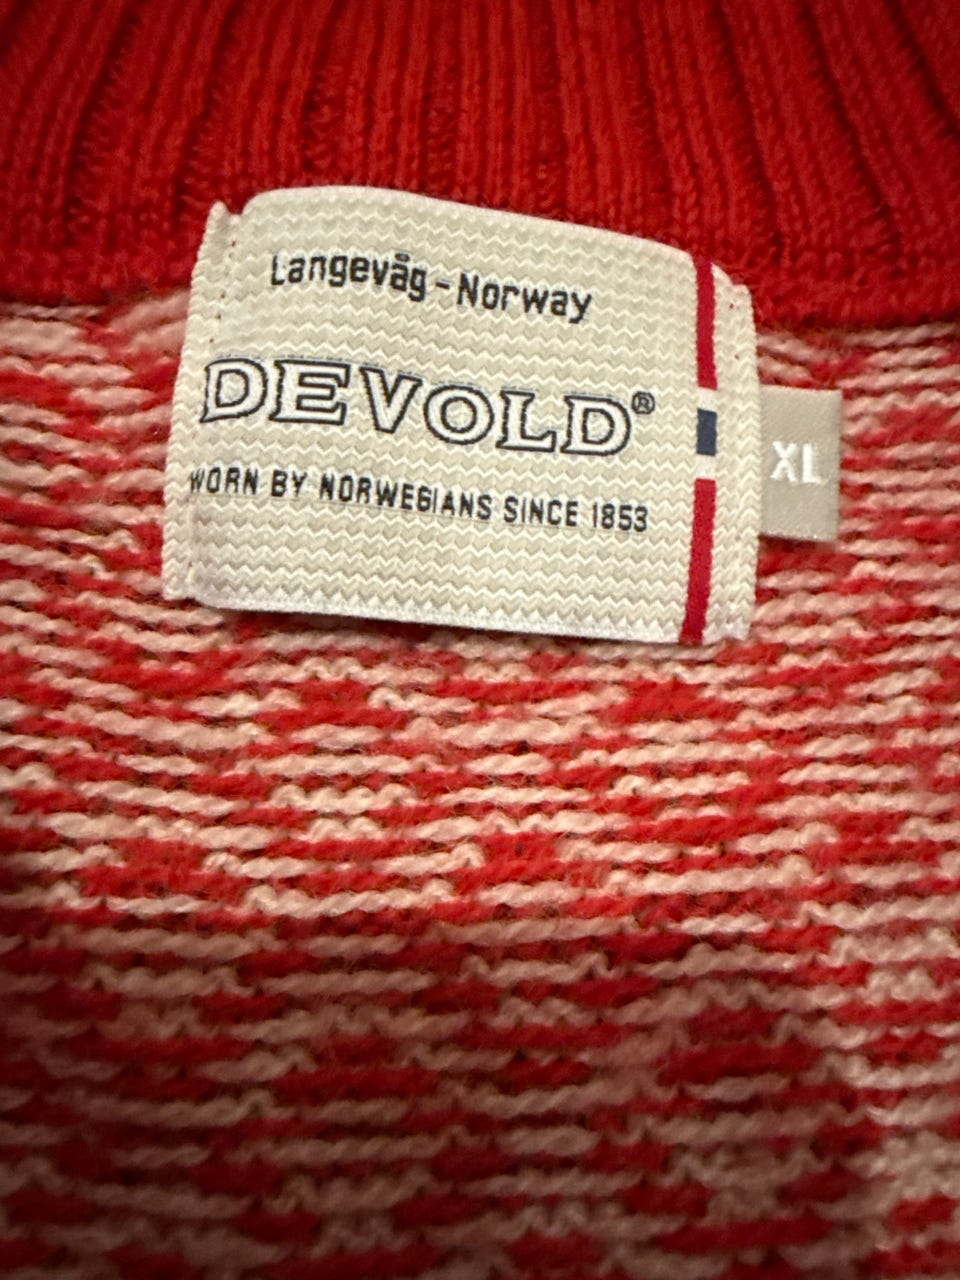 Langevåg - Norway
DEVOLD®
WORN BY NORWEGIANS SINCE 1853
XL